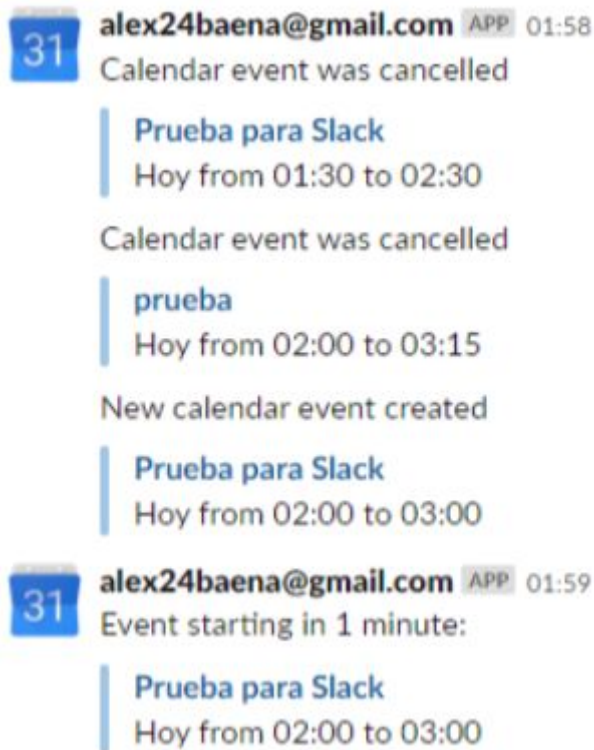 31
alex24baena@gmail.com APP 01:58
Calendar event was cancelled
Prueba para Slack
Hoy from 01:30 to 02:30
Calendar event was cancelled
prueba
Hoy from 02:00 to 03:15
New calendar event created
Prueba para Slack
Hoy from 02:00 to 03:00
31
alex24baena@gmail.com APP 01:59
Event starting in 1 minute:
Prueba para Slack
Hoy from 02:00 to 03:00